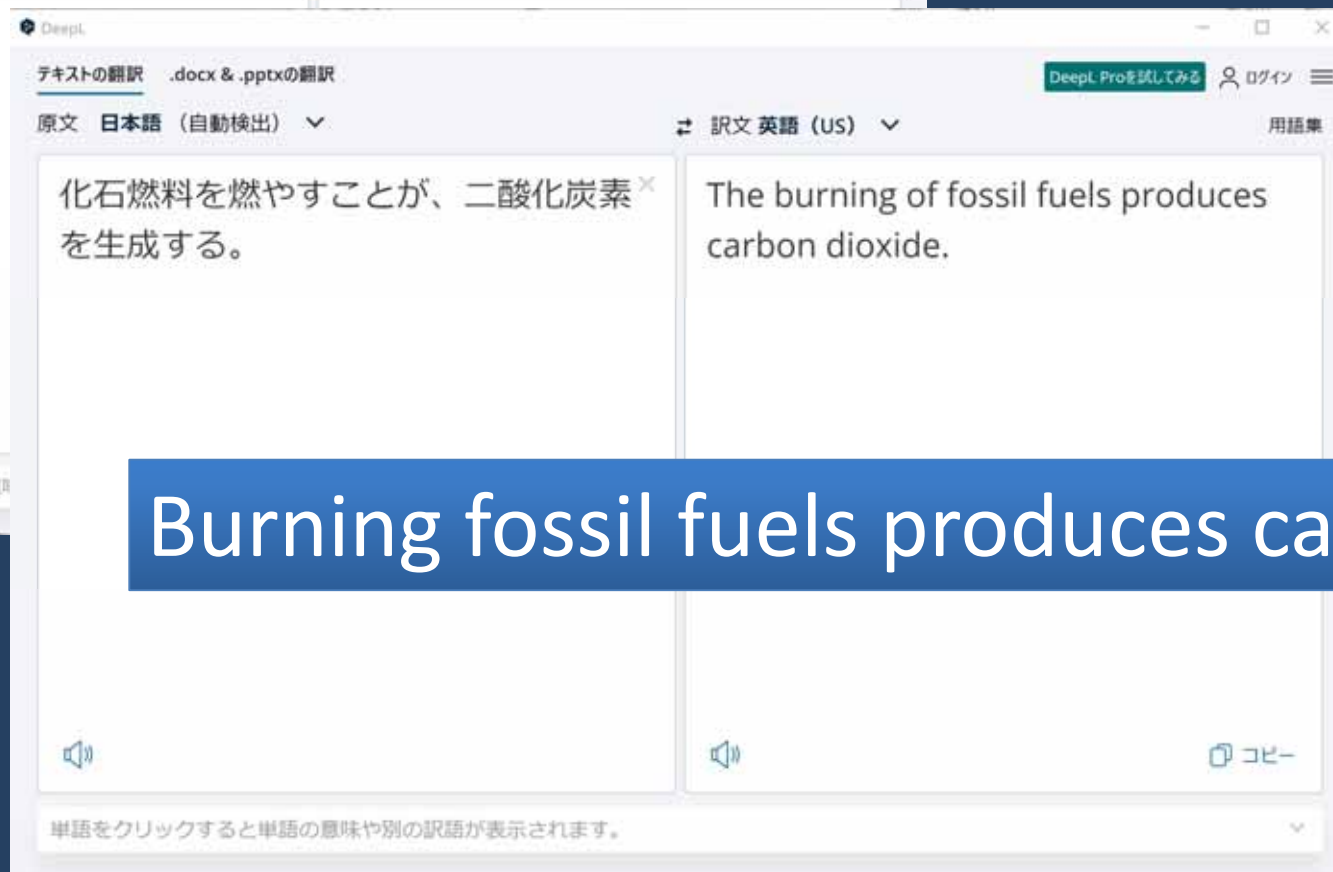 DeepL
テキストの翻訳 .docx & .pptxの翻訳 DeepL Proを試してみる ログイン
原文 日本語 （自動検出） 訳文 英語（US） 用語集
化石燃料を燃やすことが、二酸化炭素
を生成する。
The burning of fossil fuels produces
carbon dioxide.
Burning fossil fuels produces ca
コピー
単語をクリックすると単語の意味や別の訳語が表示されます。